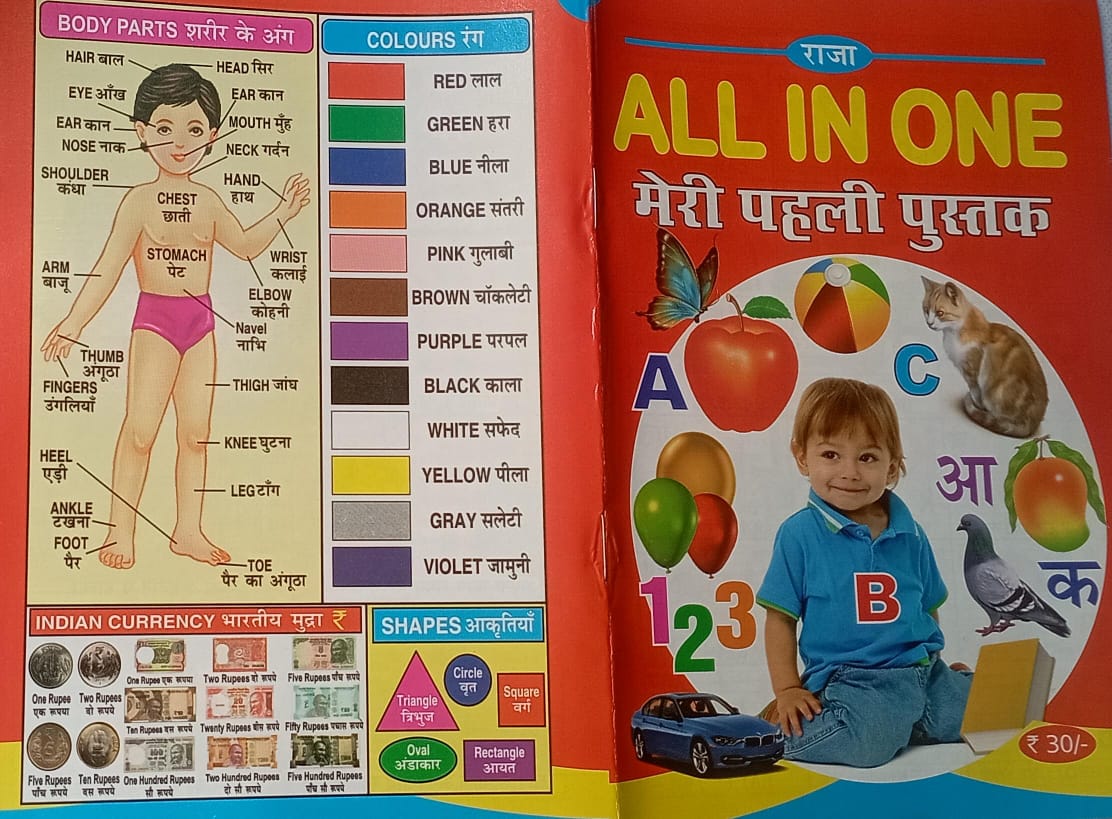 BODY PARTS शरीर के अंग
HAIR बाल
HEAD सिर
EYE आँख
EAR कान
EAR कान
MOUTH मुँह
NOSE नाक
NECK गर्दन
SHOULDER
कंधा
HAND
हाथ
CHEST
छाती
STOMACH
पेट
WRIST
कलाई
ARM
बाजू
ELBOW
कोहनी
Navel
नाभि
THUMB
अंगूठा
FINGERS
उंगलियाँ
THIGH जांघ
KNEE घुटना
HEEL
एड़ी
LEG टाँग
ANKLE
टखना
FOOT
पैर
TOE
पैर का अंगूठा
COLOURS रंग
RED लाल
GREEN हरा
BLUE नीला
ORANGE संतरी
PINK गुलाबी
BROWN चॉकलेटी
PURPLE परपल
BLACK काला
WHITE सफेद
YELLOW पीला
GRAY सलेटी
VIOLET जामुनी
INDIAN CURRENCY भारतीय मुद्रा ₹
One Rupee
एक रूपया
Two Rupees
दो रूपये
One Rupee एक रूपया
Two Rupees दो रूपये
Five Rupees पाँच रूपये
Ten Rupees दस रूपये
Twenty Rupees बीस रूपये
Fifty Rupees पचास रूपये
Five Rupees
पाँच रूपये
Ten Rupees
दस रूपये
One Hundred Rupees
सौ रूपये
Two Hundred Rupees
दो सौ रूपये
Five Hundred Rupees
पाँच सौ रूपये
SHAPES आकृतियाँ
Triangle
त्रिभुज
Circle
वृत
Square
वर्ग
Oval
अंडाकार
Rectangle
आयत
राजा
ALL IN ONE
मेरी पहली पुस्तक
A
C
आ
B
क
123
₹ 30/-